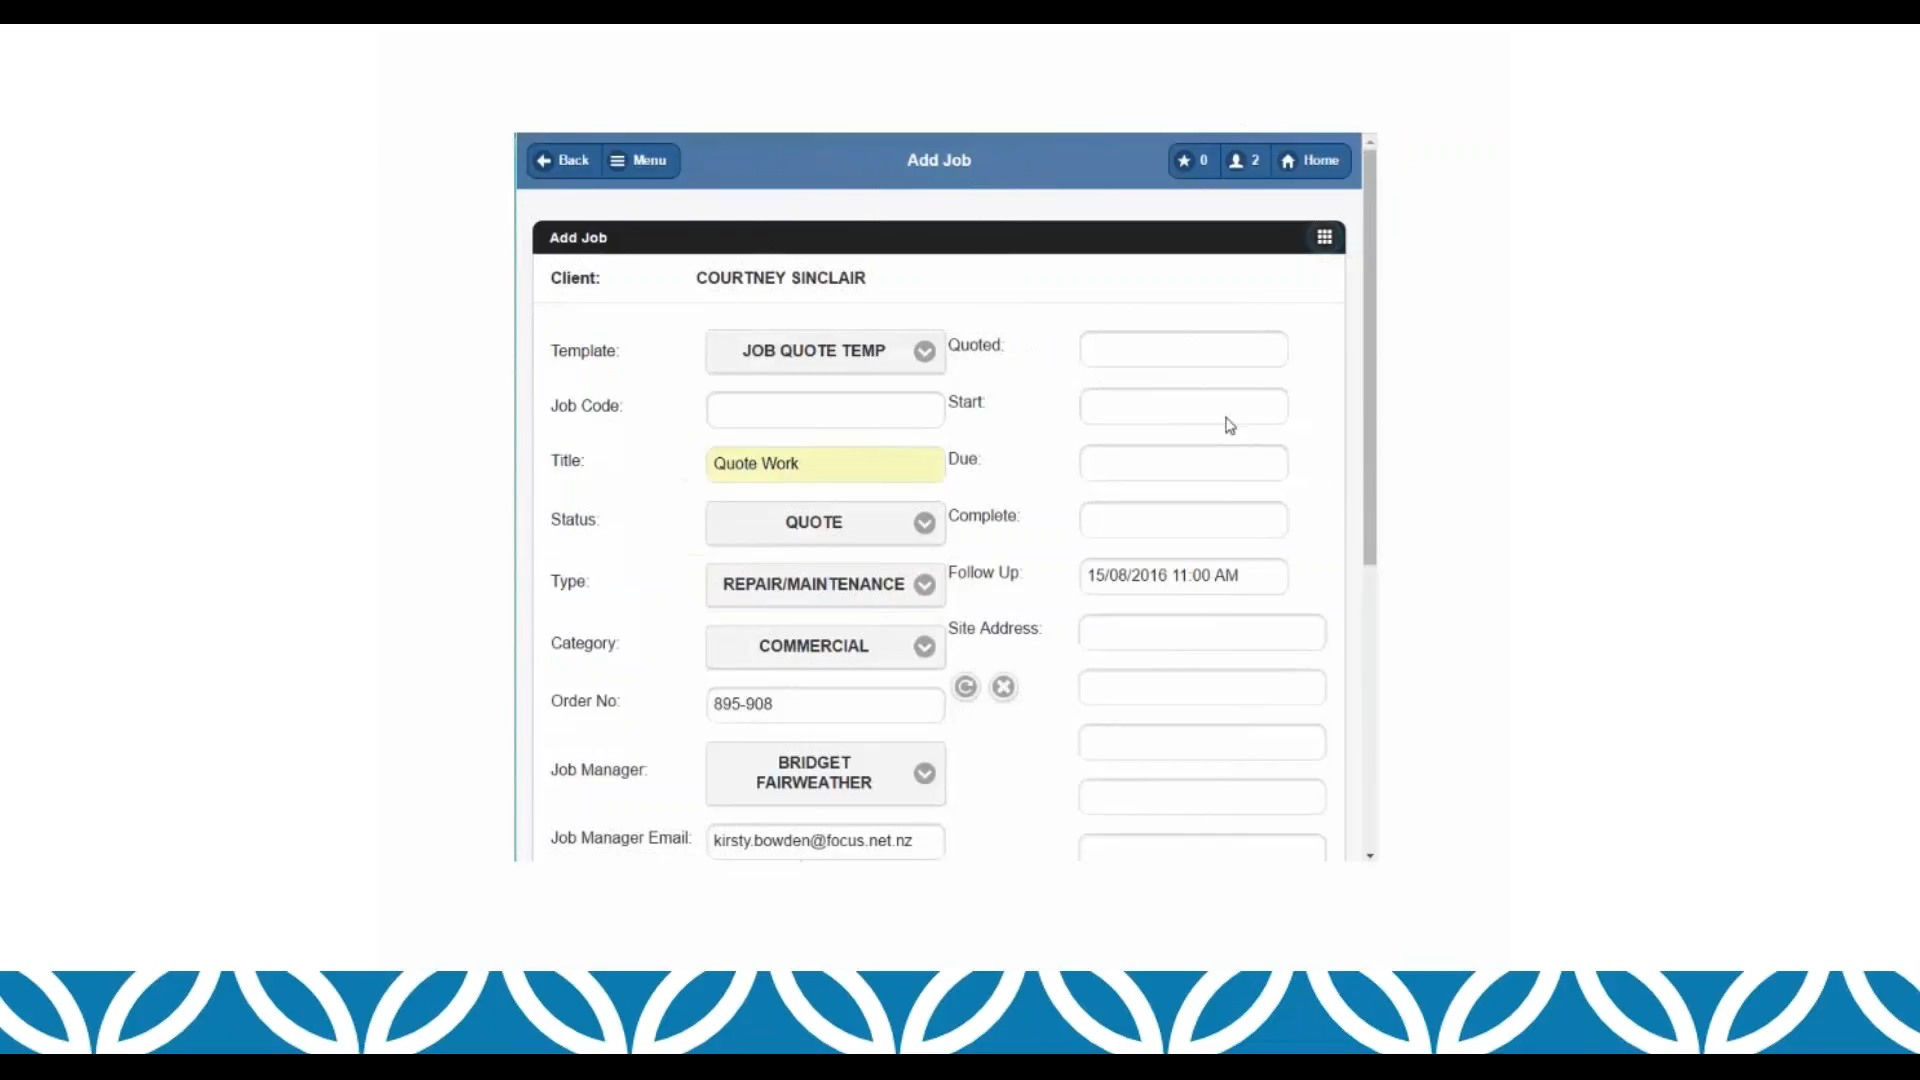 Back
Menu
Add Job
0
2
Home
Add Job
Client: COURTNEY SINCLAIR
Template: JOB QUOTE TEMP
Job Code:
Title: Quote Work
Status: QUOTE
Type: REPAIR/MAINTENANCE
Category: COMMERCIAL
Order No: 895-908
Job Manager: BRIDGET
FAIRWEATHER
Job Manager Email: kirsty.bowden@focus.net.nz
Quoted:
Start:
Due:
Complete:
Follow Up: 15/08/2016 11:00 AM
Site Address: